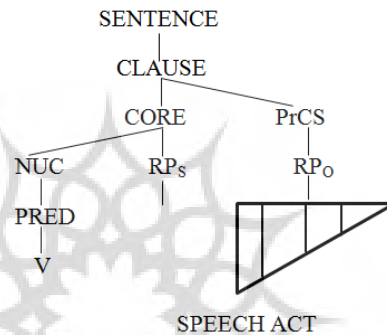 SENTENCE
CLAUSE
CORE PrCS
NUC RPS RPO
PRED
V
SPEECH ACT